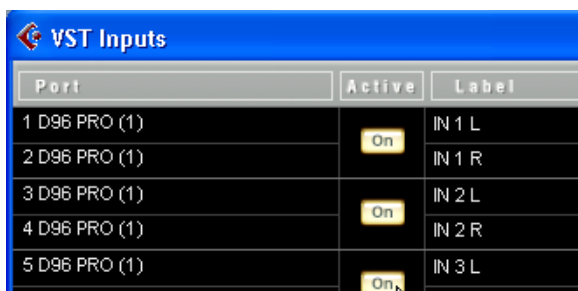 VST Inputs
Port Active Label
1 D96 PRO (1) On IN 1 L
2 D96 PRO (1) IN 1 R
3 D96 PRO (1) On IN 2 L
4 D96 PRO (1) IN 2 R
5 D96 PRO (1) On IN 3 L